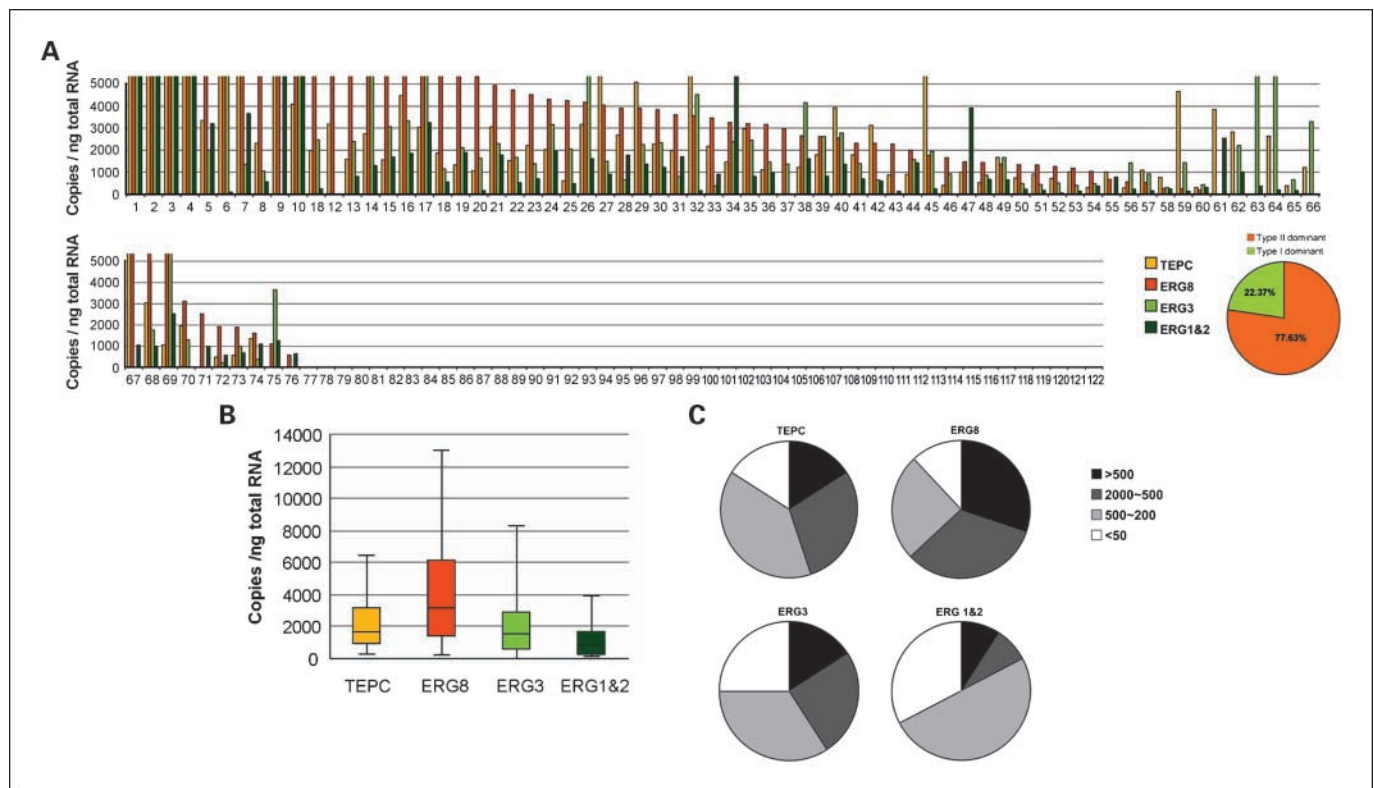 A
Copies / ng total RNA
5000
4000
3000
2000
1000
0
1 2 3 4 5 6 7 8 9 10 18 12 13 14 15 16 17 18 19 20 21 22 23 24 25 26 27 28 29 30 31 32 33 34 35 36 37 38 39 40 41 42 43 44 45 46 47 48 49 50 51 52 53 54 55 56 57 58 59 60 61 62 63 64 65 66
Copies / ng total RNA
5000
4000
3000
2000
1000
0
67 68 69 70 71 72 73 74 75 76 77 78 79 80 81 82 83 84 85 86 87 88 89 90 91 92 93 94 95 96 97 98 99 100 101 102 103 104 105 106 107 108 109 110 111 112 113 114 115 116 117 118 119 120 121 122
TEPC
ERG8
ERG3
ERG1&2
Type II dominant
Type I dominant
22.37%
77.63%
B
Copies /ng total RNA
14000
12000
10000
8000
6000
4000
2000
0
TEPC ERG8 ERG3 ERG1&2
C
TEPC
ERG8
>500
2000~500
500~200
<50
ERG3
ERG 1&2